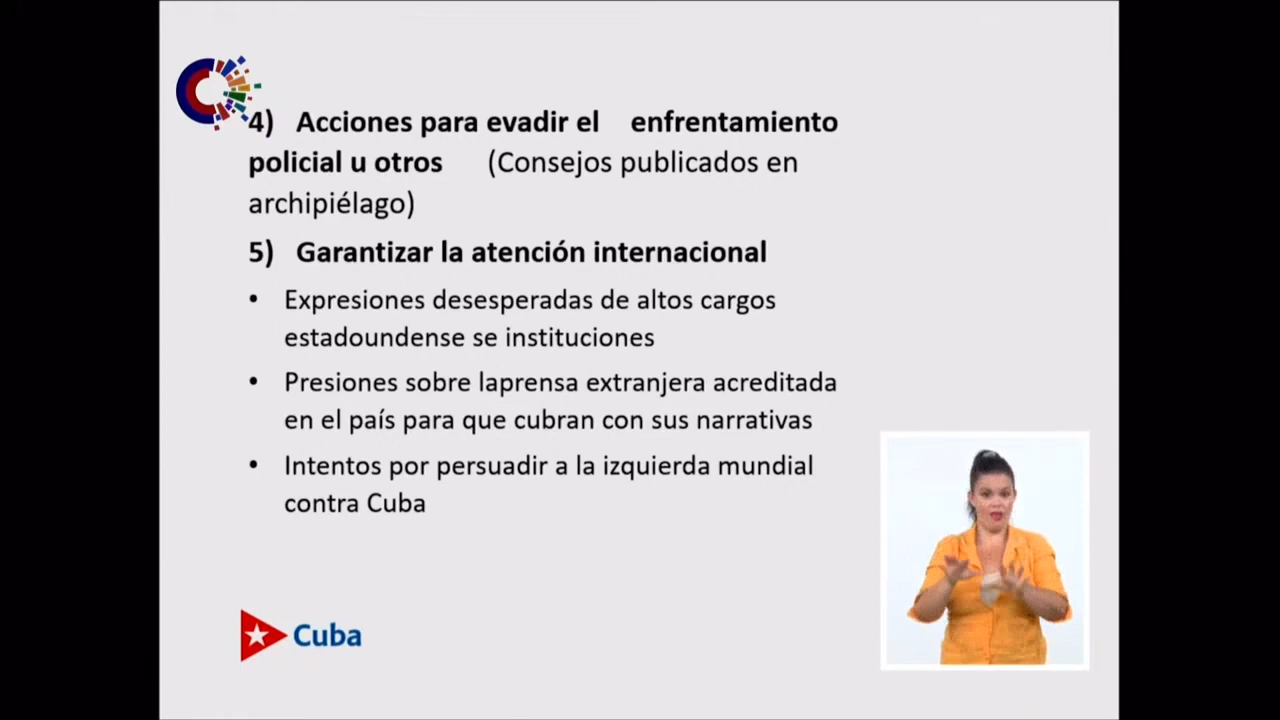 4) Acciones para evadir el enfrentamiento
policial u otros (Consejos publicados en
archipiélago)
5) Garantizar la atención internacional
• Expresiones desesperadas de altos cargos
estadoundense se instituciones
• Presiones sobre laprensa extranjera acreditada
en el país para que cubran con sus narrativas
• Intentos por persuadir a la izquierda mundial
contra Cuba
Cuba